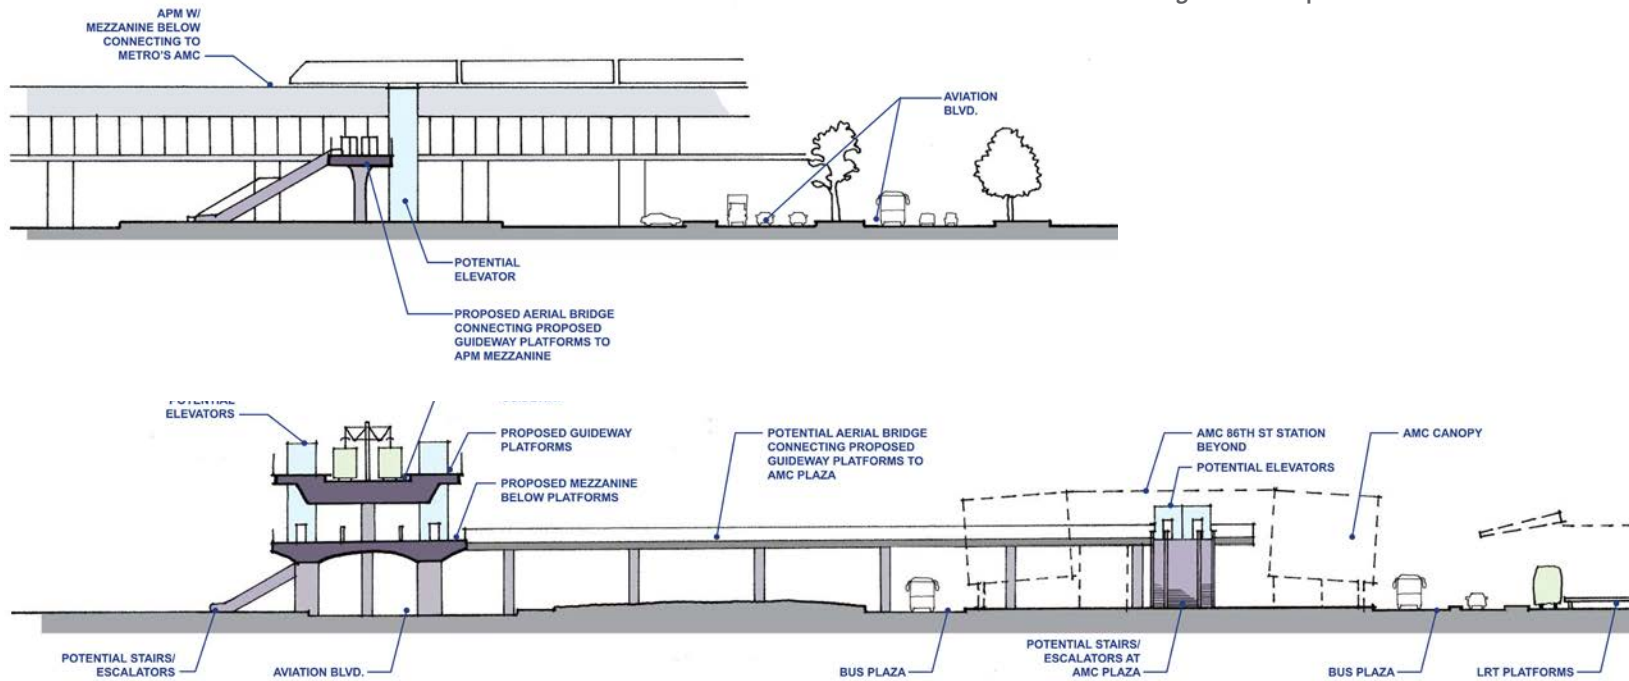 APM W/
MEZZANINE BELOW
CONNECTING TO
METRO'S AMC
AVIATION
BLVD.
POTENTIAL
ELEVATOR
PROPOSED AERIAL BRIDGE
CONNECTING PROPOSED
GUIDEWAY PLATFORMS TO
APM MEZZANINE
POTENTIAL
ELEVATORS
PROPOSED GUIDEWAY
PLATFORMS
PROPOSED MEZZANINE
BELOW PLATFORMS
POTENTIAL AERIAL BRIDGE
CONNECTING PROPOSED
GUIDEWAY PLATFORMS TO
AMC PLAZA
AMC 86TH ST STATION
BEYOND
POTENTIAL ELEVATORS
AMC CANOPY
POTENTIAL STAIRS/
ESCALATORS
AVIATION BLVD.
BUS PLAZA
POTENTIAL STAIRS/
ESCALATORS AT
AMC PLAZA
BUS PLAZA
LRT PLATFORMS